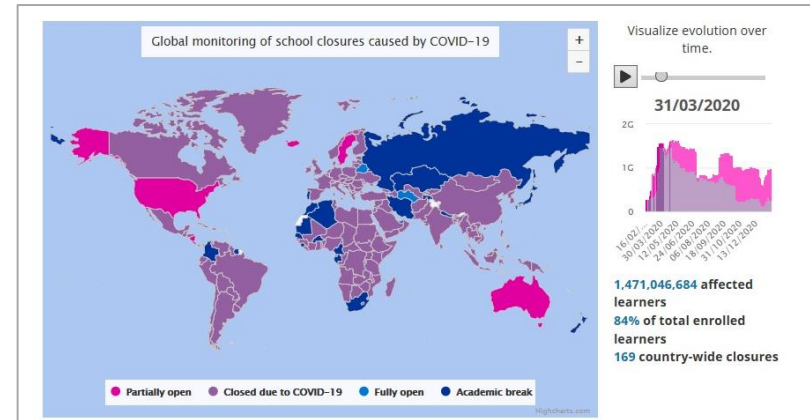 Global monitoring of school closures caused by COVID-19
+
−
Partially open
Closed due to COVID-19
Fully open
Academic break
Highcharts.com
Visualize evolution over
time.
31/03/2020
2G
1G
0
16/02/...
30/03/2020
12/05/2020
24/06/2020
06/08/2020
18/09/2020
31/10/2020
13/12/2020
1,471,046,684 affected
learners
84% of total enrolled
learners
169 country-wide closures